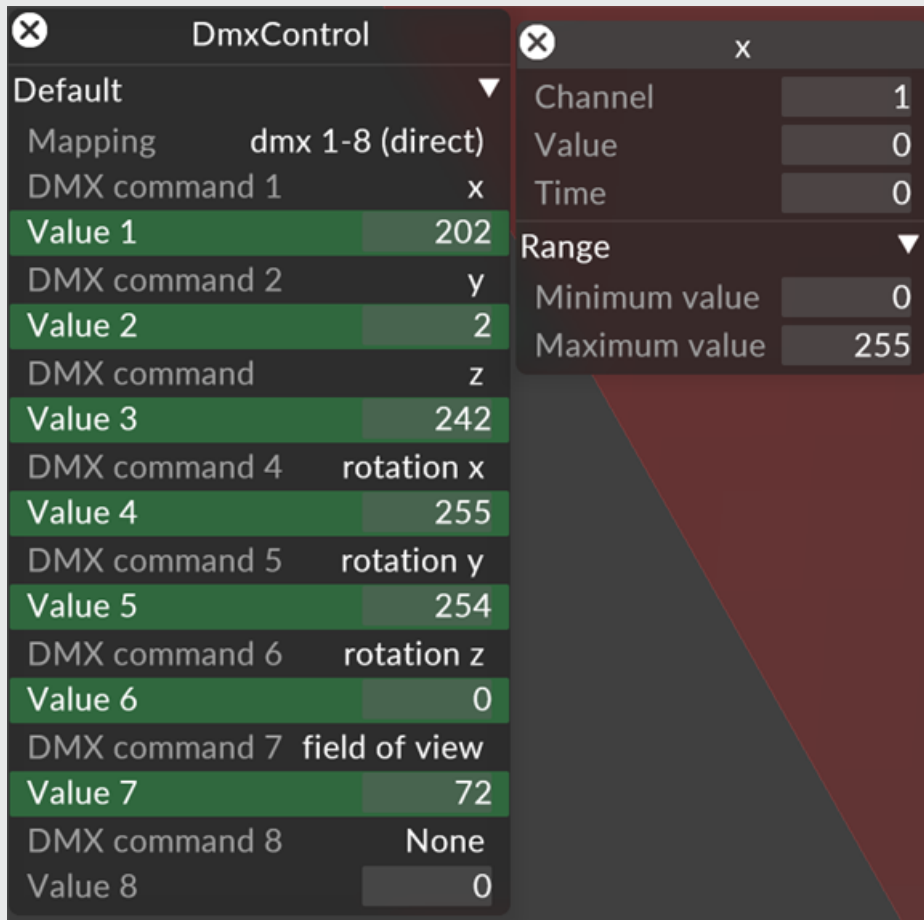 DmxControl
Default
Mapping dmx 1-8 (direct)
DMX command 1 x
Value 1 202
DMX command 2 y
Value 2 2
DMX command z
Value 3 242
DMX command 4 rotation x
Value 4 255
DMX command 5 rotation y
Value 5 254
DMX command 6 rotation z
Value 6 0
DMX command 7 field of view
Value 7 72
DMX command 8 None
Value 8 0
x
Channel 1
Value 0
Time 0
Range
Minimum value 0
Maximum value 255